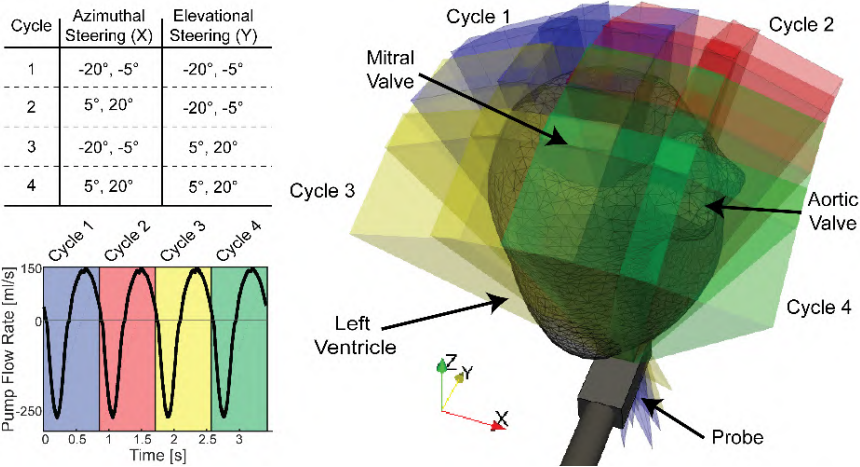 Cycle Azimuthal Steering (X) Elevational Steering (Y)
1 -20°, -5° -20°, -5°
2 5°, 20° -20°, -5°
3 -20°, -5° 5°, 20°
4 5°, 20° 5°, 20°
Cycle 1 Cycle 2 Cycle 3 Cycle 4
Pump Flow Rate [ml/s]
150
0
-250
0 0.5 1 1.5 2 2.5 3
Time [s]
Cycle 1
Cycle 2
Mitral
Valve
Cycle 3
Aortic
Valve
Cycle 4
Left
Ventricle
Z
Y
X
Probe